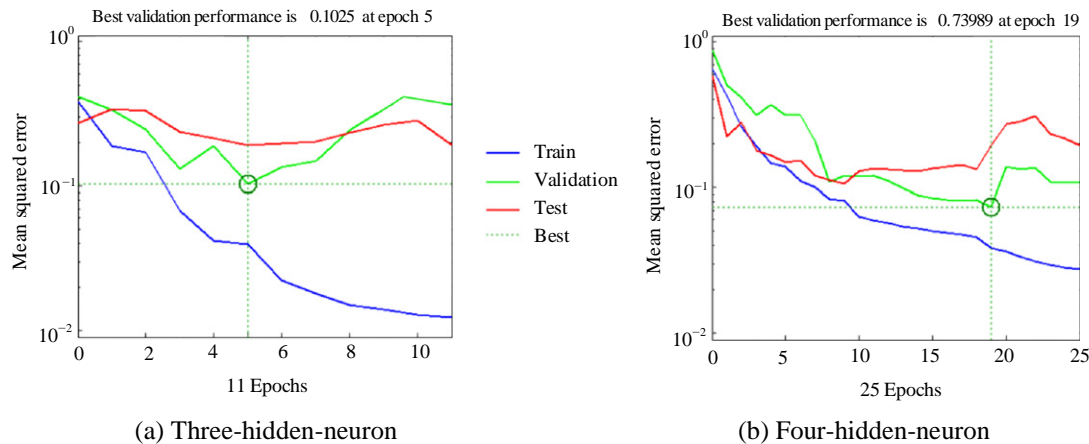 Best validation performance is 0.1025 at epoch 5
Mean squared error
10^0
10^-1
10^-2
0 2 4 6 8 10
11 Epochs
(a) Three-hidden-neuron
Train
Validation
Test
Best
Best validation performance is 0.73989 at epoch 19
Mean squared error
10^0
10^-1
10^-2
0 5 10 15 20 25
25 Epochs
(b) Four-hidden-neuron